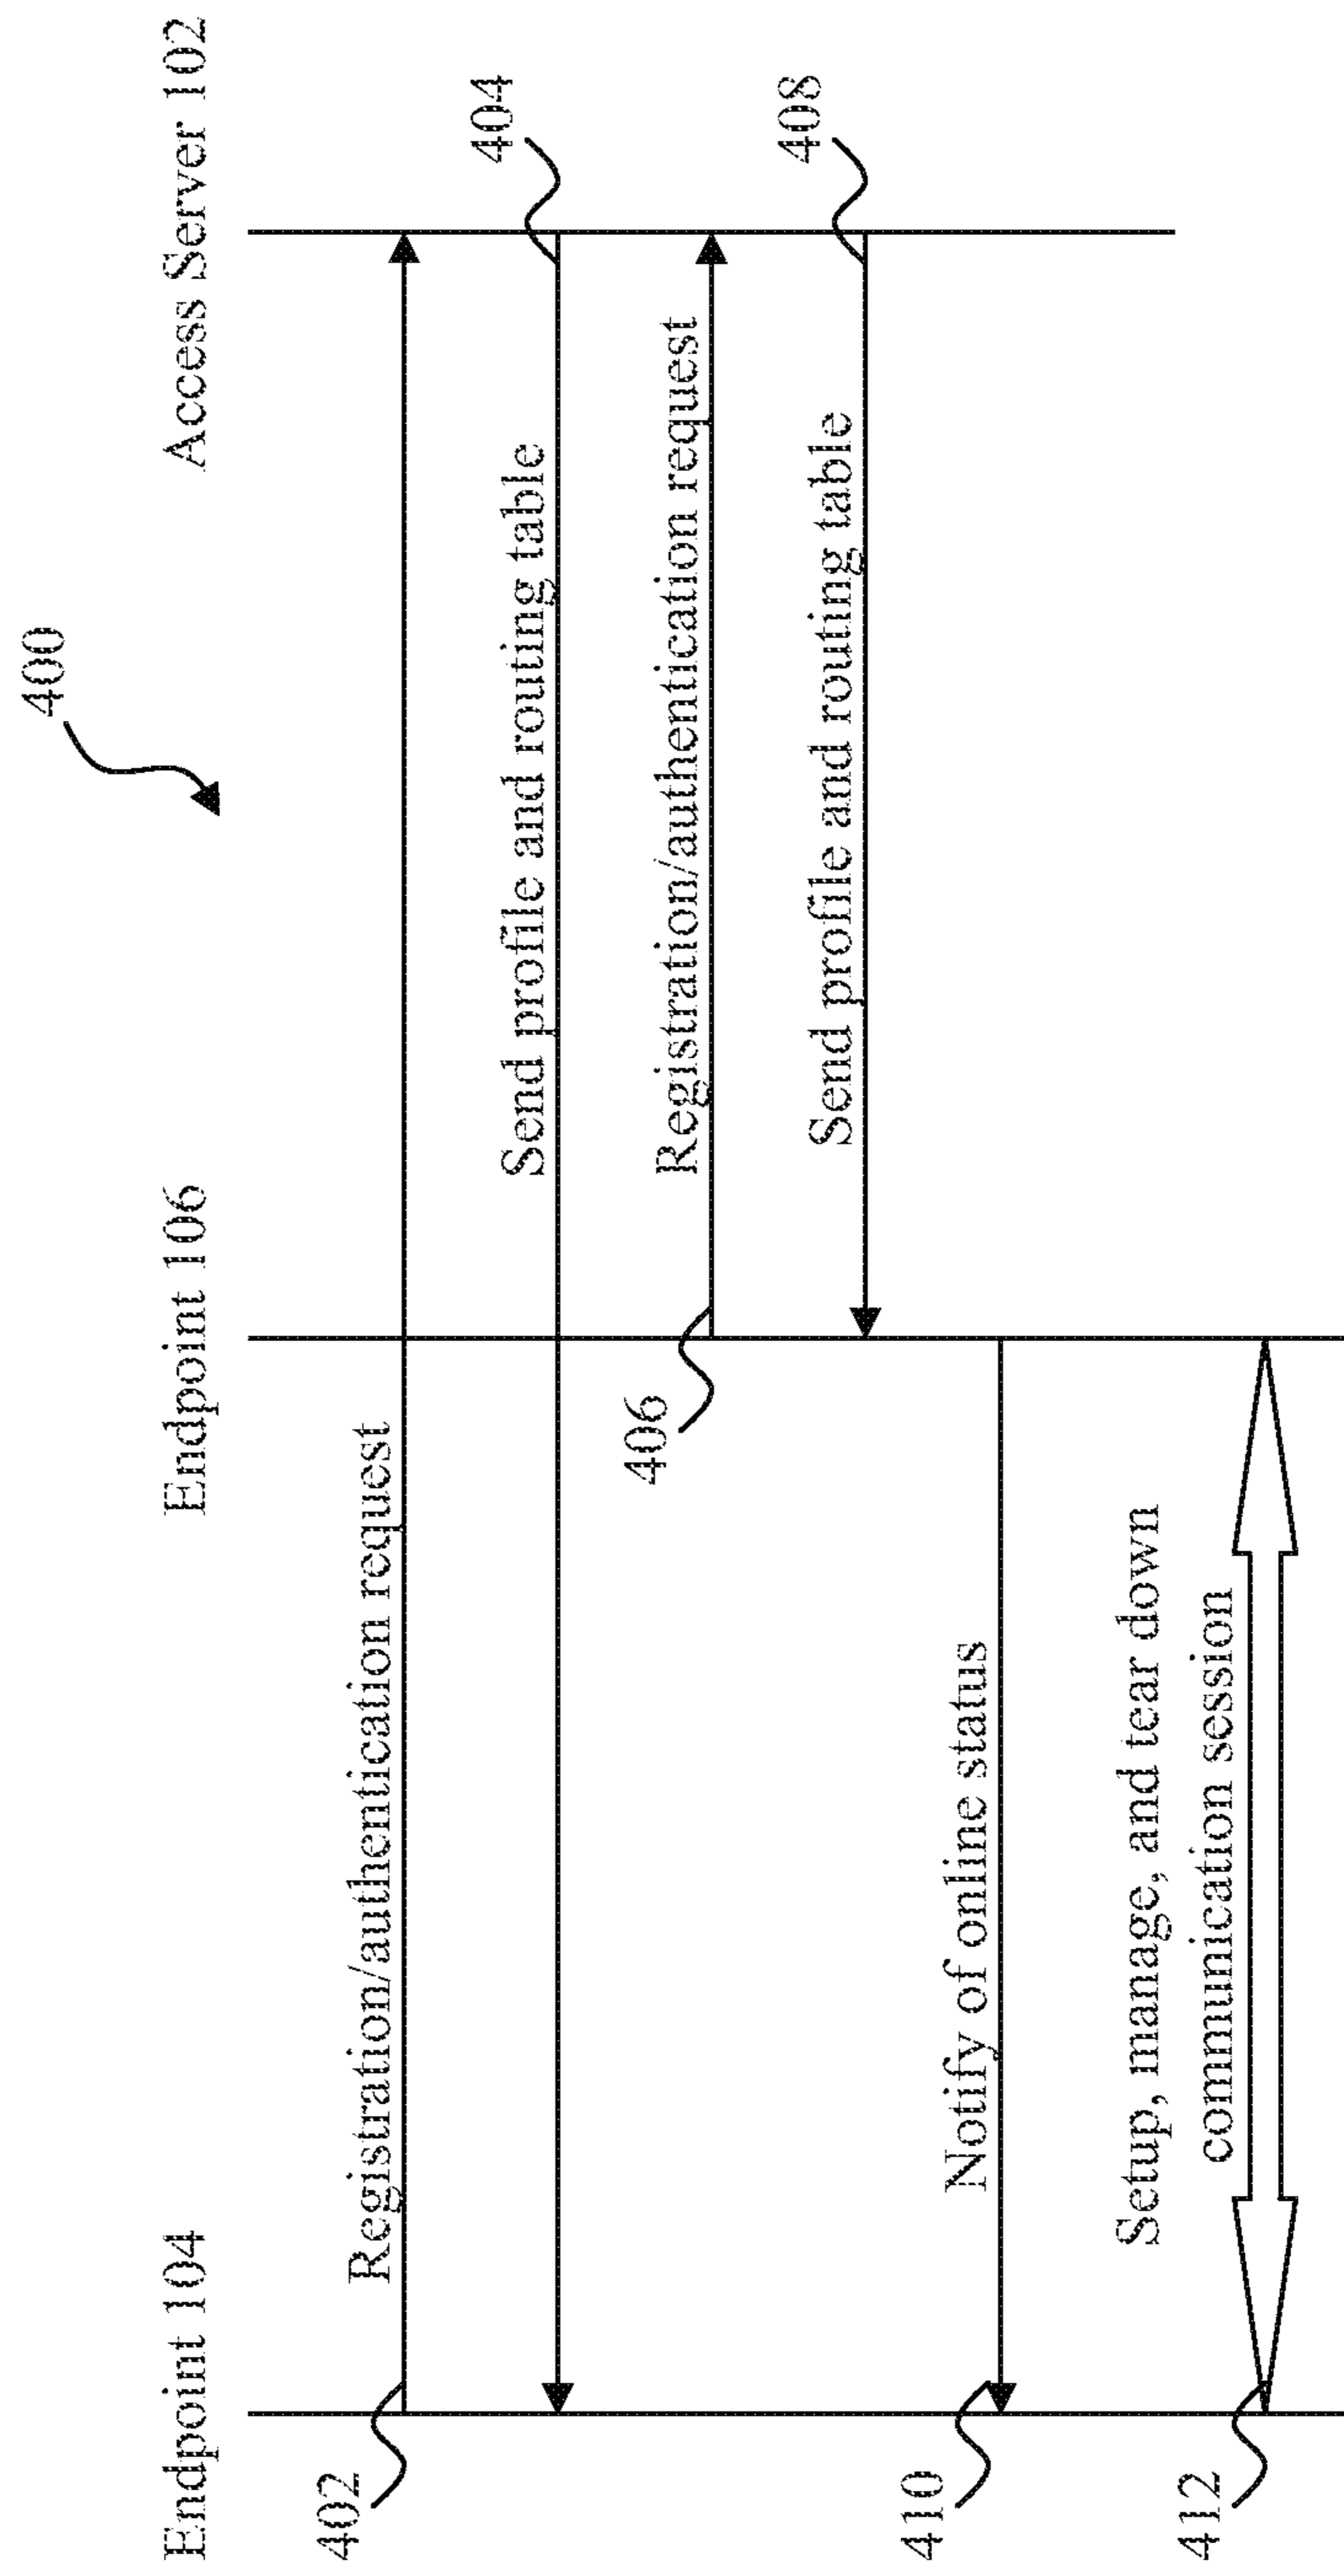 400
Endpoint 104
Endpoint 106
Access Server 102
402
Registration/authentication request
404
Send profile and routing table
406
Registration/authentication request
408
Send profile and routing table
410
Notify of online status
412
Setup, manage, and tear down
communication session